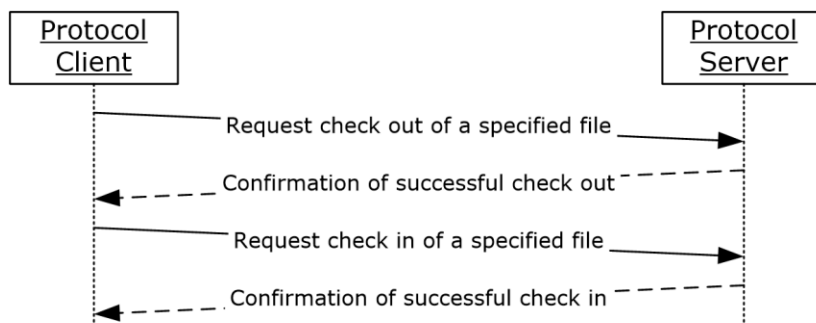 Protocol
Client
Protocol
Server
Request check out of a specified file
Confirmation of successful check out
Request check in of a specified file
Confirmation of successful check in